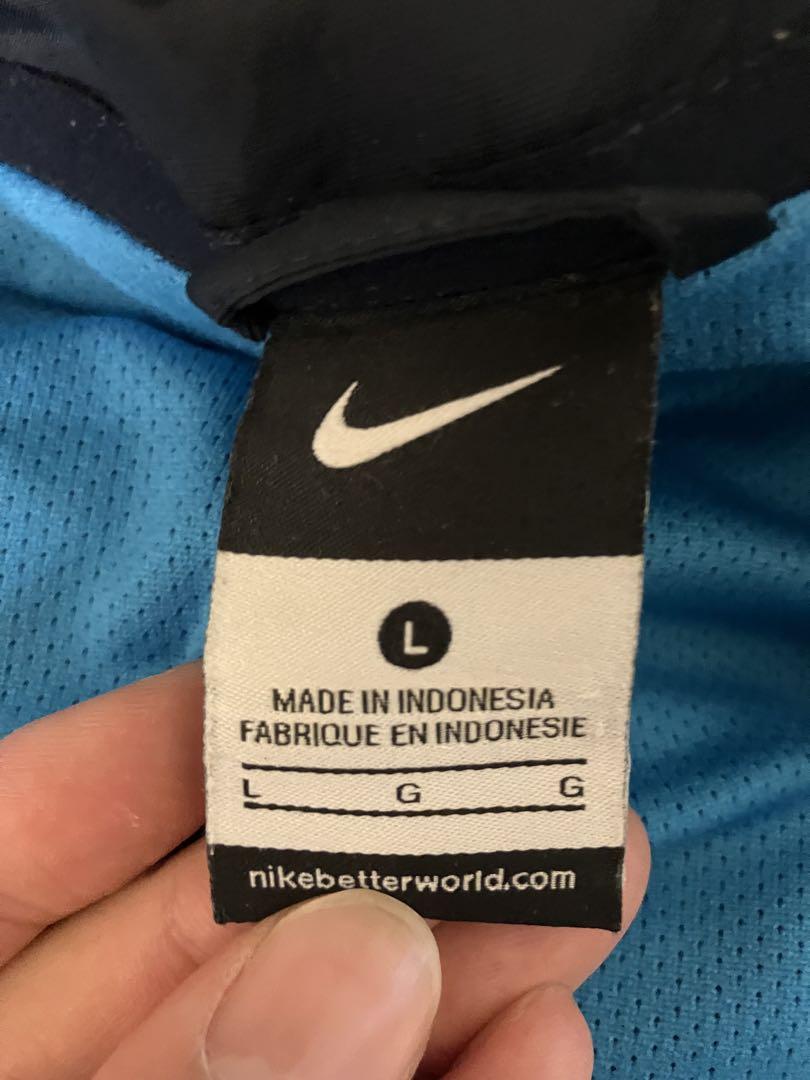 L
MADE IN INDONESIA
FABRIQUE EN INDONESIE
L G G
nikebetterworld.com